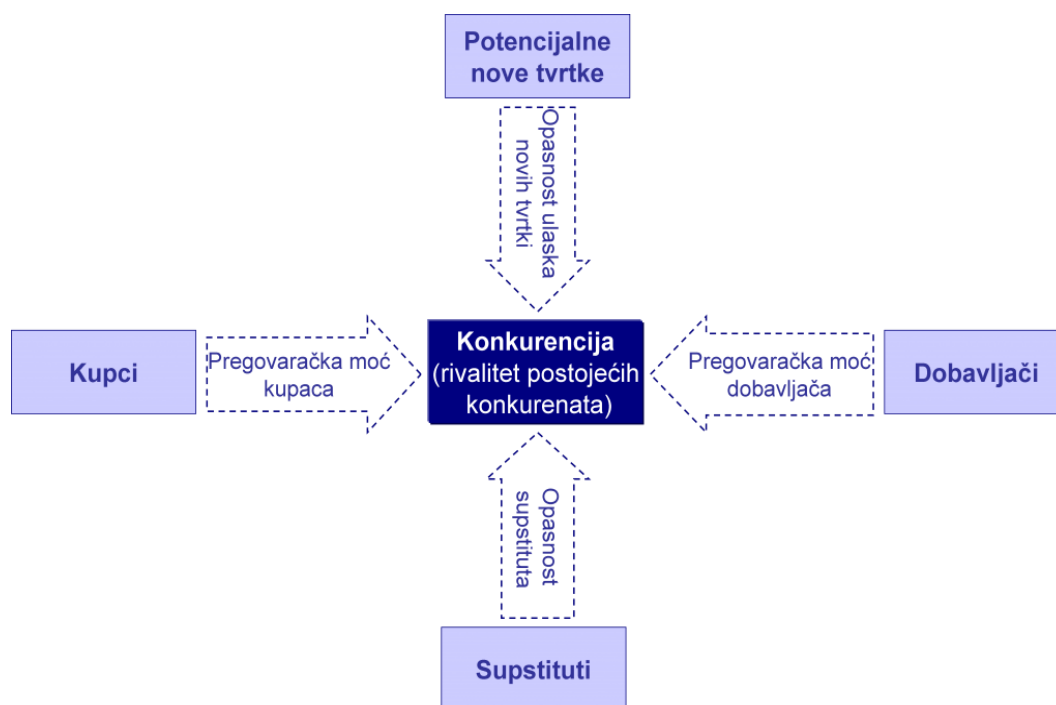 Potencijalne
nove tvrtke
Opasnost ulaska
novih tvrtki
Kupci
Pregovaračka moć
kupaca
Konkurencija
(rivalitet postojećih
konkurenata)
Pregovaračka moć
dobavljača
Dobavljači
Opasnost
supstituta
Supstituti